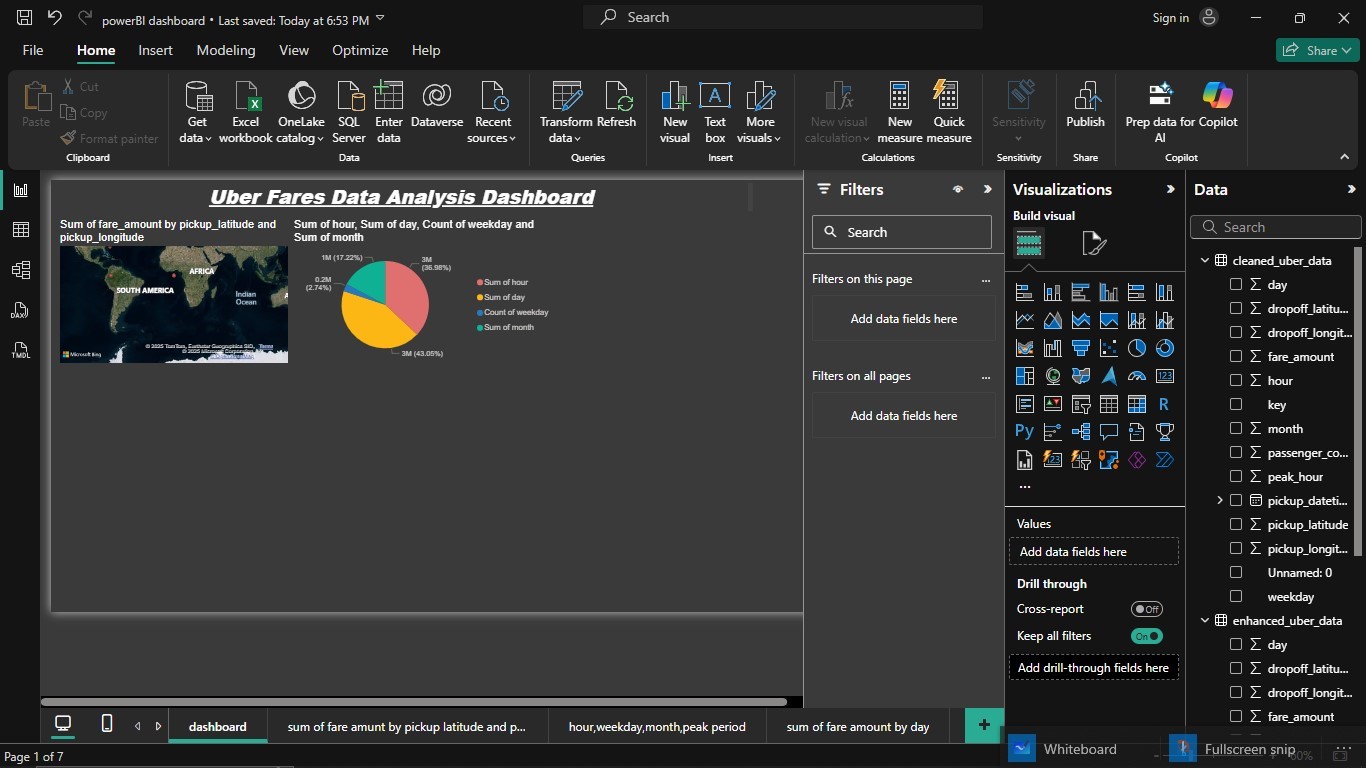 powerBI dashboard • Last saved: Today at 6:53 PM
Search
Sign in
File
Home
Insert
Modeling
View
Optimize
Help
Share
Paste
Cut
Copy
Format painter
Clipboard
Get data
Excel workbook
OneLake catalog
SQL Server
Enter data
Dataverse
Recent sources
Data
Transform data
Refresh
Queries
New visual
Text box
More visuals
Insert
New visual calculation
New measure
Quick measure
Calculations
Sensitivity
Sensitivity
Publish
Share
Prep data for AI
Copilot
Copilot
Uber Fares Data Analysis Dashboard
Sum of fare_amount by pickup_latitude and
pickup_longitude
AFRICA
SOUTH AMERICA
Indian
Ocean
Microsoft Bing
© 2025 TomTom, Earthstar Geographics SIO,
Terms
Sum of hour, Sum of day, Count of weekday and
Sum of month
1M (17.22%)
3M
(36.98%)
0.2M
(2.74%)
3M (43.05%)
Sum of hour
Sum of day
Count of weekday
Sum of month
Filters
Search
Filters on this page
...
Add data fields here
Filters on all pages
...
Add data fields here
Visualizations
Build visual
123
R
Py
123
...
Values
Add data fields here
Drill through
Cross-report
Off
Keep all filters
On
Add drill-through fields here
Data
Search
cleaned_uber_data
day
dropoff_latitu...
dropoff_longit...
fare_amount
hour
key
month
passenger_co...
peak_hour
pickup_dateti...
pickup_latitude
pickup_longit...
Unnamed: 0
weekday
enhanced_uber_data
day
dropoff_latitu...
dropoff_longit...
fare_amount
DAX
TMDL
dashboard
sum of fare amunt by pickup latitude and p...
hour,weekday,month,peak period
sum of fare amount by day
+
Page 1 of 7
Whiteboard
Fullscreen snip
60%